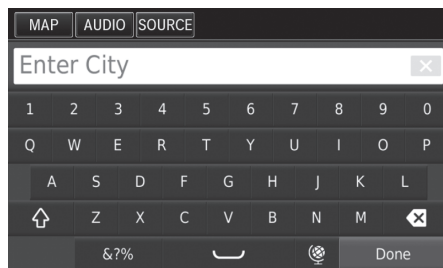 MAP AUDIO SOURCE
Enter City
1 2 3 4 5 6 7 8 9 0
Q W E R T Y U I O P
A S D F G H J K L
Z X C V B N M
&?% Done